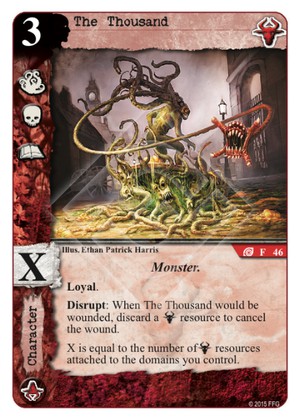 3
The Thousand
Illus. Ethan Patrick Harris
F 46
X
Monster.
Loyal.
Disrupt: When The Thousand would be
wounded, discard a resource to cancel
the wound.
X is equal to the number of resources
attached to the domains you control.
Character
© 2015 FFG